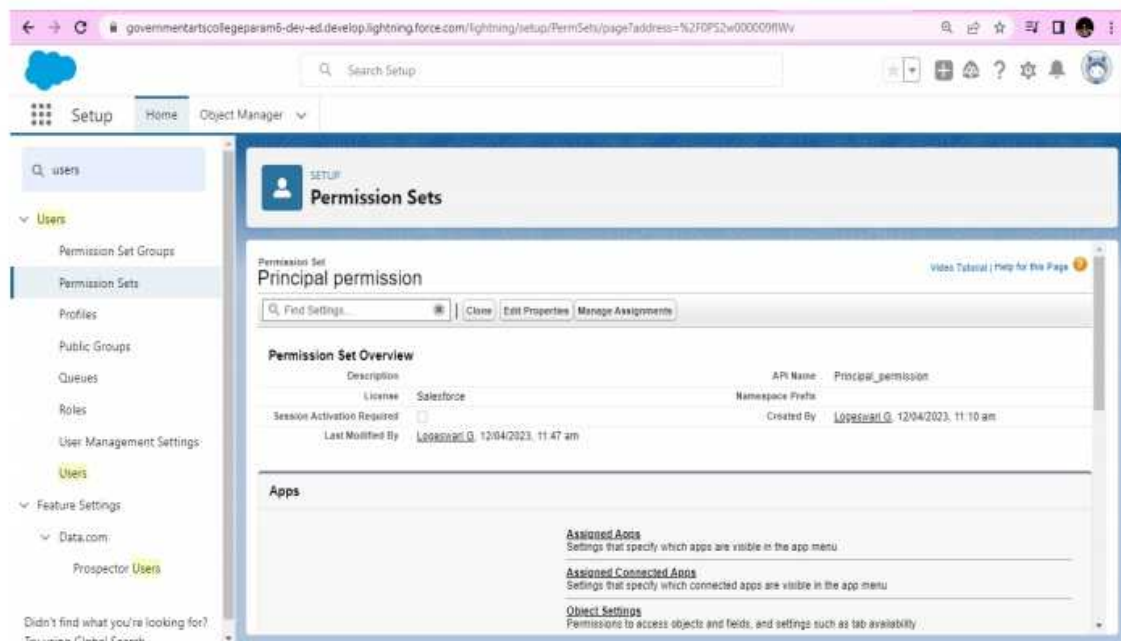 governmentartscollegeparam6-dev-ed.develop.lightning.force.com/lightning/setup/PermSets/page?address=%2F0PS2w000009flWv
Search Setup
Setup
Home
Object Manager
users
Users
Permission Set Groups
Permission Sets
Profiles
Public Groups
Queues
Roles
User Management Settings
Users
Feature Settings
Data.com
Prospector Users
Didn't find what you're looking for?
Try using Global Search
SETUP
Permission Sets
Permission Set
Principal permission
Video Tutorial | Help for this Page
Find Settings...
Clone
Edit Properties
Manage Assignments
Permission Set Overview
Description
API Name Principal_permission
License Salesforce
Namespace Prefix
Session Activation Required
Created By Logeswari G, 12/04/2023, 11:10 am
Last Modified By Logeswari G, 12/04/2023, 11:47 am
Apps
Assigned Apps
Settings that specify which apps are visible in the app menu
Assigned Connected Apps
Settings that specify which connected apps are visible in the app menu
Object Settings
Permissions to access objects and fields, and settings such as tab availability